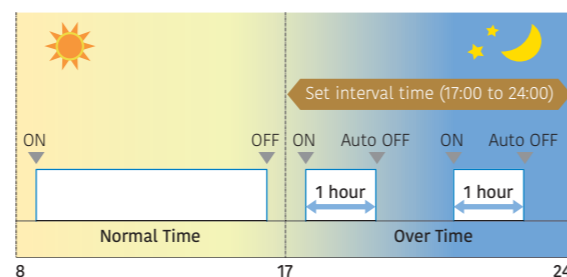 Set interval time (17:00 to 24:00)
ON OFF ON Auto OFF ON Auto OFF
1 hour 1 hour
Normal Time Over Time
8 17 24